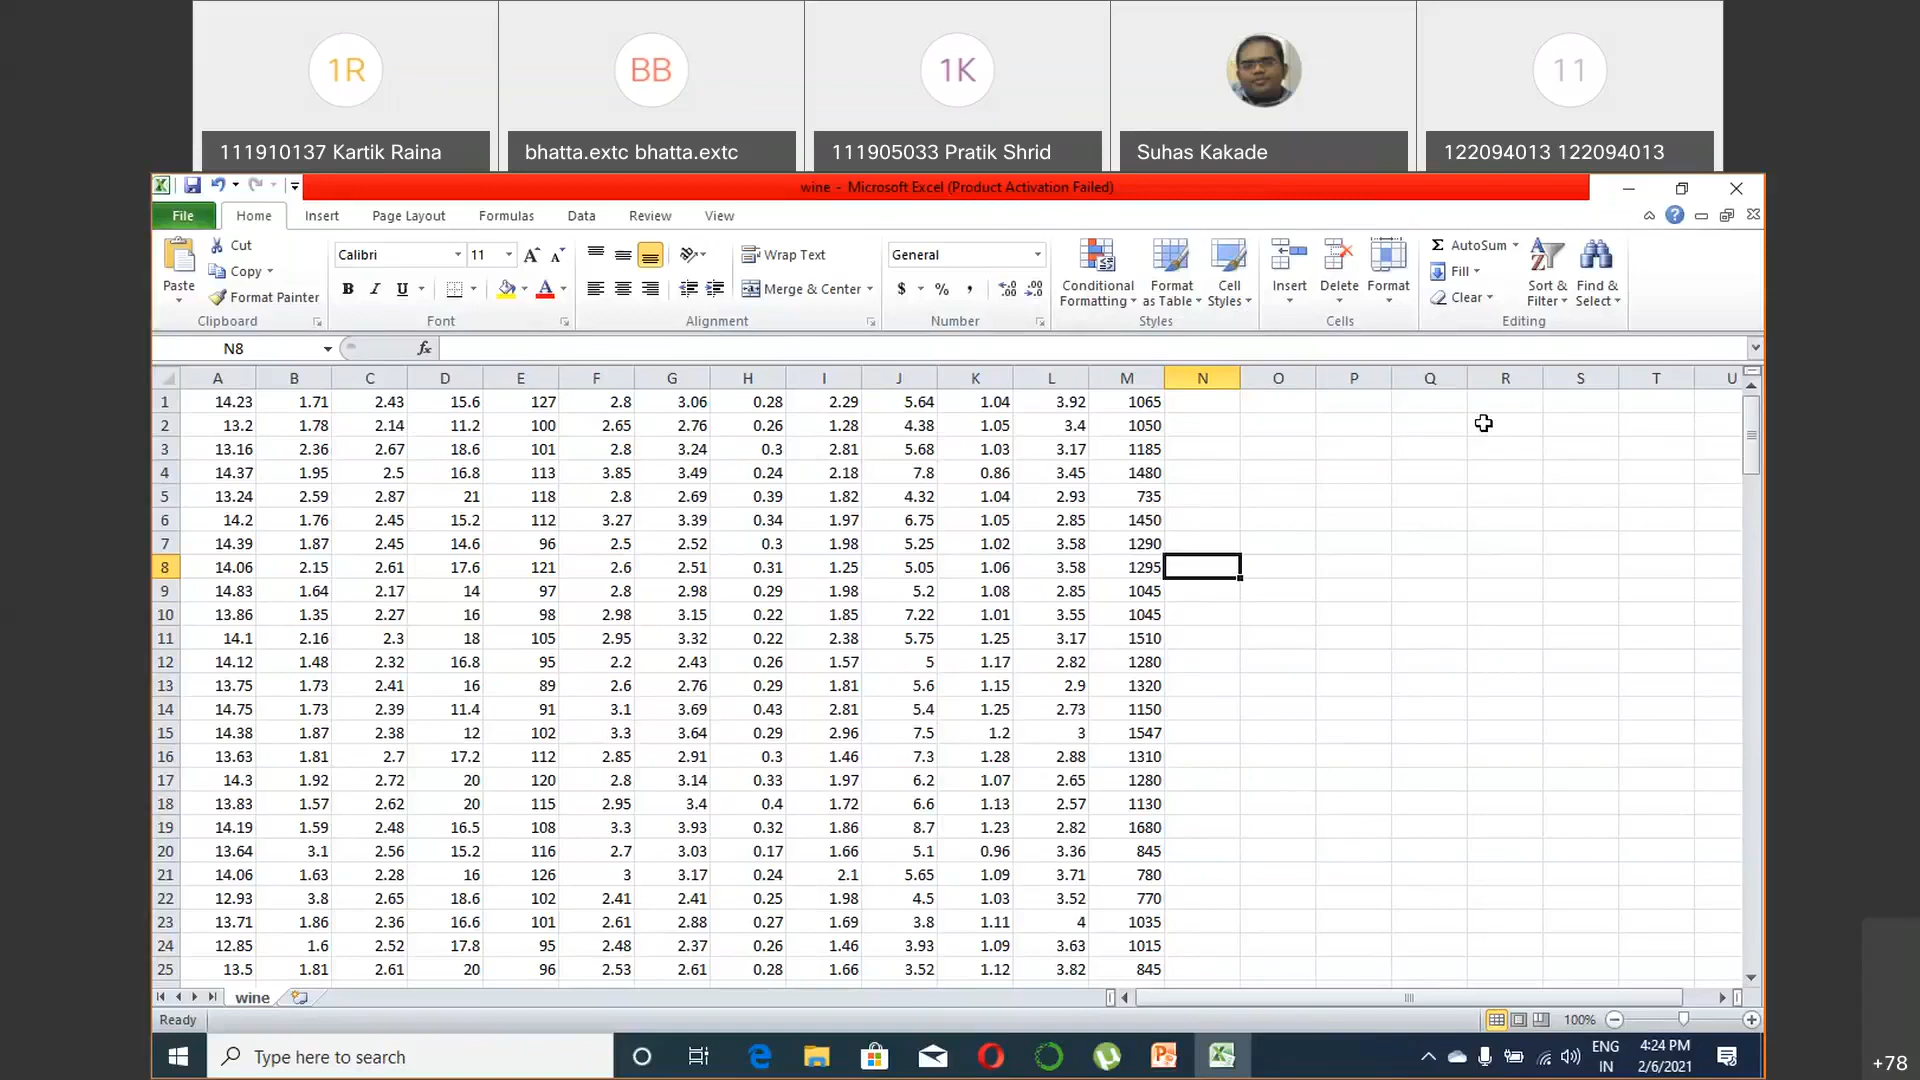 1R BB 1K 11
111910137 Kartik Raina bhatta.extc bhatta.extc 111905033 Pratik Shrid Suhas Kakade 122094013 122094013
wine - Microsoft Excel (Product Activation Failed)
File Home Insert Page Layout Formulas Data Review View
Paste Cut Copy Format Painter Clipboard
Calibri 11 B I U Font
Wrap Text Merge & Center Alignment
General $ % , Number
Conditional Formatting Format as Table Cell Styles Styles
Insert Delete Format Cells
Σ AutoSum Fill Clear Sort & Filter Find & Select Editing
N8 fx
A B C D E F G H I J K L M N O P Q R S T U
1 14.23 1.71 2.43 15.6 127 2.8 3.06 0.28 2.29 5.64 1.04 3.92 1065
2 13.2 1.78 2.14 11.2 100 2.65 2.76 0.26 1.28 4.38 1.05 3.4 1050
3 13.16 2.36 2.67 18.6 101 2.8 3.24 0.3 2.81 5.68 1.03 3.17 1185
4 14.37 1.95 2.5 16.8 113 3.85 3.49 0.24 2.18 7.8 0.86 3.45 1480
5 13.24 2.59 2.87 21 118 2.8 2.69 0.39 1.82 4.32 1.04 2.93 735
6 14.2 1.76 2.45 15.2 112 3.27 3.39 0.34 1.97 6.75 1.05 2.85 1450
7 14.39 1.87 2.45 14.6 96 2.5 2.52 0.3 1.98 5.25 1.02 3.58 1290
8 14.06 2.15 2.61 17.6 121 2.6 2.51 0.31 1.25 5.05 1.06 3.58 1295
9 14.83 1.64 2.17 14 97 2.8 2.98 0.29 1.98 5.2 1.08 2.85 1045
10 13.86 1.35 2.27 16 98 2.98 3.15 0.22 1.85 7.22 1.01 3.55 1045
11 14.1 2.16 2.3 18 105 2.95 3.32 0.22 2.38 5.75 1.25 3.17 1510
12 14.12 1.48 2.32 16.8 95 2.2 2.43 0.26 1.57 5 1.17 2.82 1280
13 13.75 1.73 2.41 16 89 2.6 2.76 0.29 1.81 5.6 1.15 2.9 1320
14 14.75 1.73 2.39 11.4 91 3.1 3.69 0.43 2.81 5.4 1.25 2.73 1150
15 14.38 1.87 2.38 12 102 3.3 3.64 0.29 2.96 7.5 1.2 3 1547
16 13.63 1.81 2.7 17.2 112 2.85 2.91 0.3 1.46 7.3 1.28 2.88 1310
17 14.3 1.92 2.72 20 120 2.8 3.14 0.33 1.97 6.2 1.07 2.65 1280
18 13.83 1.57 2.62 20 115 2.95 3.4 0.4 1.72 6.6 1.13 2.57 1130
19 14.19 1.59 2.48 16.5 108 3.3 3.93 0.32 1.86 8.7 1.23 2.82 1680
20 13.64 3.1 2.56 15.2 116 2.7 3.03 0.17 1.66 5.1 0.96 3.36 845
21 14.06 1.63 2.28 16 126 3 3.17 0.24 2.1 5.65 1.09 3.71 780
22 12.93 3.8 2.65 18.6 102 2.41 2.41 0.25 1.98 4.5 1.03 3.52 770
23 13.71 1.86 2.36 16.6 101 2.61 2.88 0.27 1.69 3.8 1.11 4 1035
24 12.85 1.6 2.52 17.8 95 2.48 2.37 0.26 1.46 3.93 1.09 3.63 1015
25 13.5 1.81 2.61 20 96 2.53 2.61 0.28 1.66 3.52 1.12 3.82 845
wine
Ready 100%
Type here to search ENG IN 4:24 PM 2/6/2021
+78